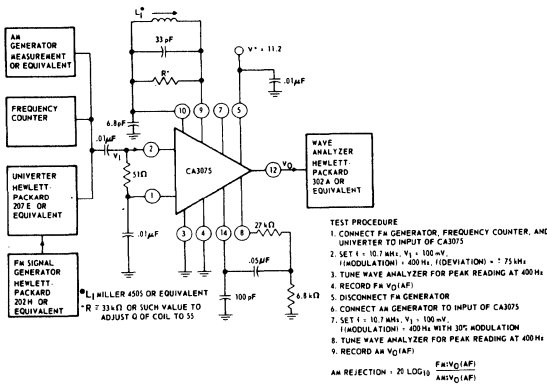 AM
GENERATOR
MEASUREMENT
OR EQUIVALENT
FREQUENCY
COUNTER
UNIVERTER
HEWLETT-
PACKARD
207 E OR
EQUIVALENT
FM SIGNAL
GENERATOR
HEWLETT-
PACKARD
202 H OR
EQUIVALENT
L¡*
33 pF
R*
6.8 pF
.01µF
V₁
51Ω
.01µF
10
9
7
5
2
1
3
4
14
8
12
CA3075
V⁺ = 11.2
.01µF
V₀
WAVE
ANALYZER
HEWLETT-
PACKARD
302 A OR
EQUIVALENT
27 kΩ
.05µF
100 pF
6.8 kΩ
* L₁ MILLER 4505 OR EQUIVALENT
*R = 33 kΩ OR SUCH VALUE TO
ADJUST Q OF COIL TO 55
TEST PROCEDURE
1. CONNECT FM GENERATOR, FREQUENCY COUNTER, AND
UNIVERTER TO INPUT OF CA3075
2. SET f = 10.7 MHz, V₁ = 100 mV,
f(MODULATION) = 400 Hz, f(DEVIATION) = ± 75 kHz
3. TUNE WAVE ANALYZER FOR PEAK READING AT 400 Hz
4. RECORD FM V₀(AF)
5. DISCONNECT FM GENERATOR
6. CONNECT AM GENERATOR TO INPUT OF CA3075
7. SET f = 10.7 MHz, V₁ = 100 mV,
f(MODULATION) = 400 Hz WITH 30% MODULATION
8. TUNE WAVE ANALYZER FOR PEAK READING AT 400 Hz
9. RECORD AM V₀(AF)
AM REJECTION = 20 LOG₁₀ FM:V₀(AF)
AM:V₀(AF)